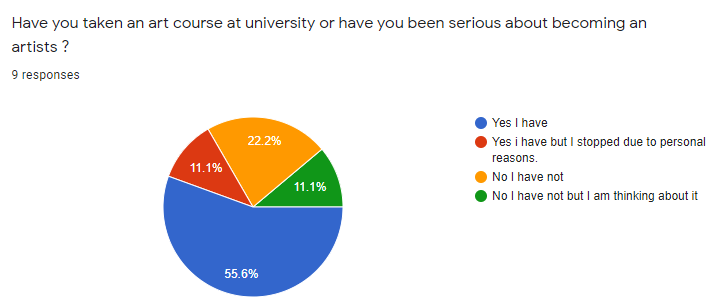 Have you taken an art course at university or have you been serious about becoming an
artists ?
9 responses
22.2%
11.1%
11.1%
55.6%
Yes I have
Yes i have but I stopped due to personal
reasons.
No I have not
No I have not but I am thinking about it